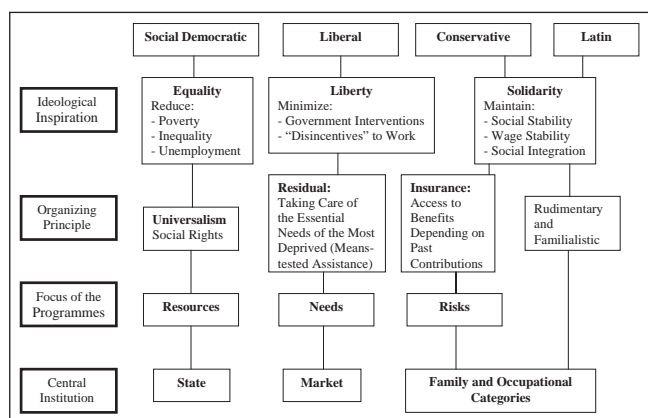 Social Democratic
Liberal
Conservative
Latin
Ideological
Inspiration
Equality
Reduce:
- Poverty
- Inequality
- Unemployment
Liberty
Minimize:
- Government Interventions
- “Disincentives” to Work
Solidarity
Maintain:
- Social Stability
- Wage Stability
- Social Integration
Organizing
Principle
Universalism
Social Rights
Residual:
Taking Care of
the Essential
Needs of the Most
Deprived (Means-
tested Assistance)
Insurance:
Access to
Benefits
Depending on
Past
Contributions
Rudimentary
and
Familialistic
Focus of the
Programmes
Resources
Needs
Risks
Central
Institution
State
Market
Family and Occupational
Categories